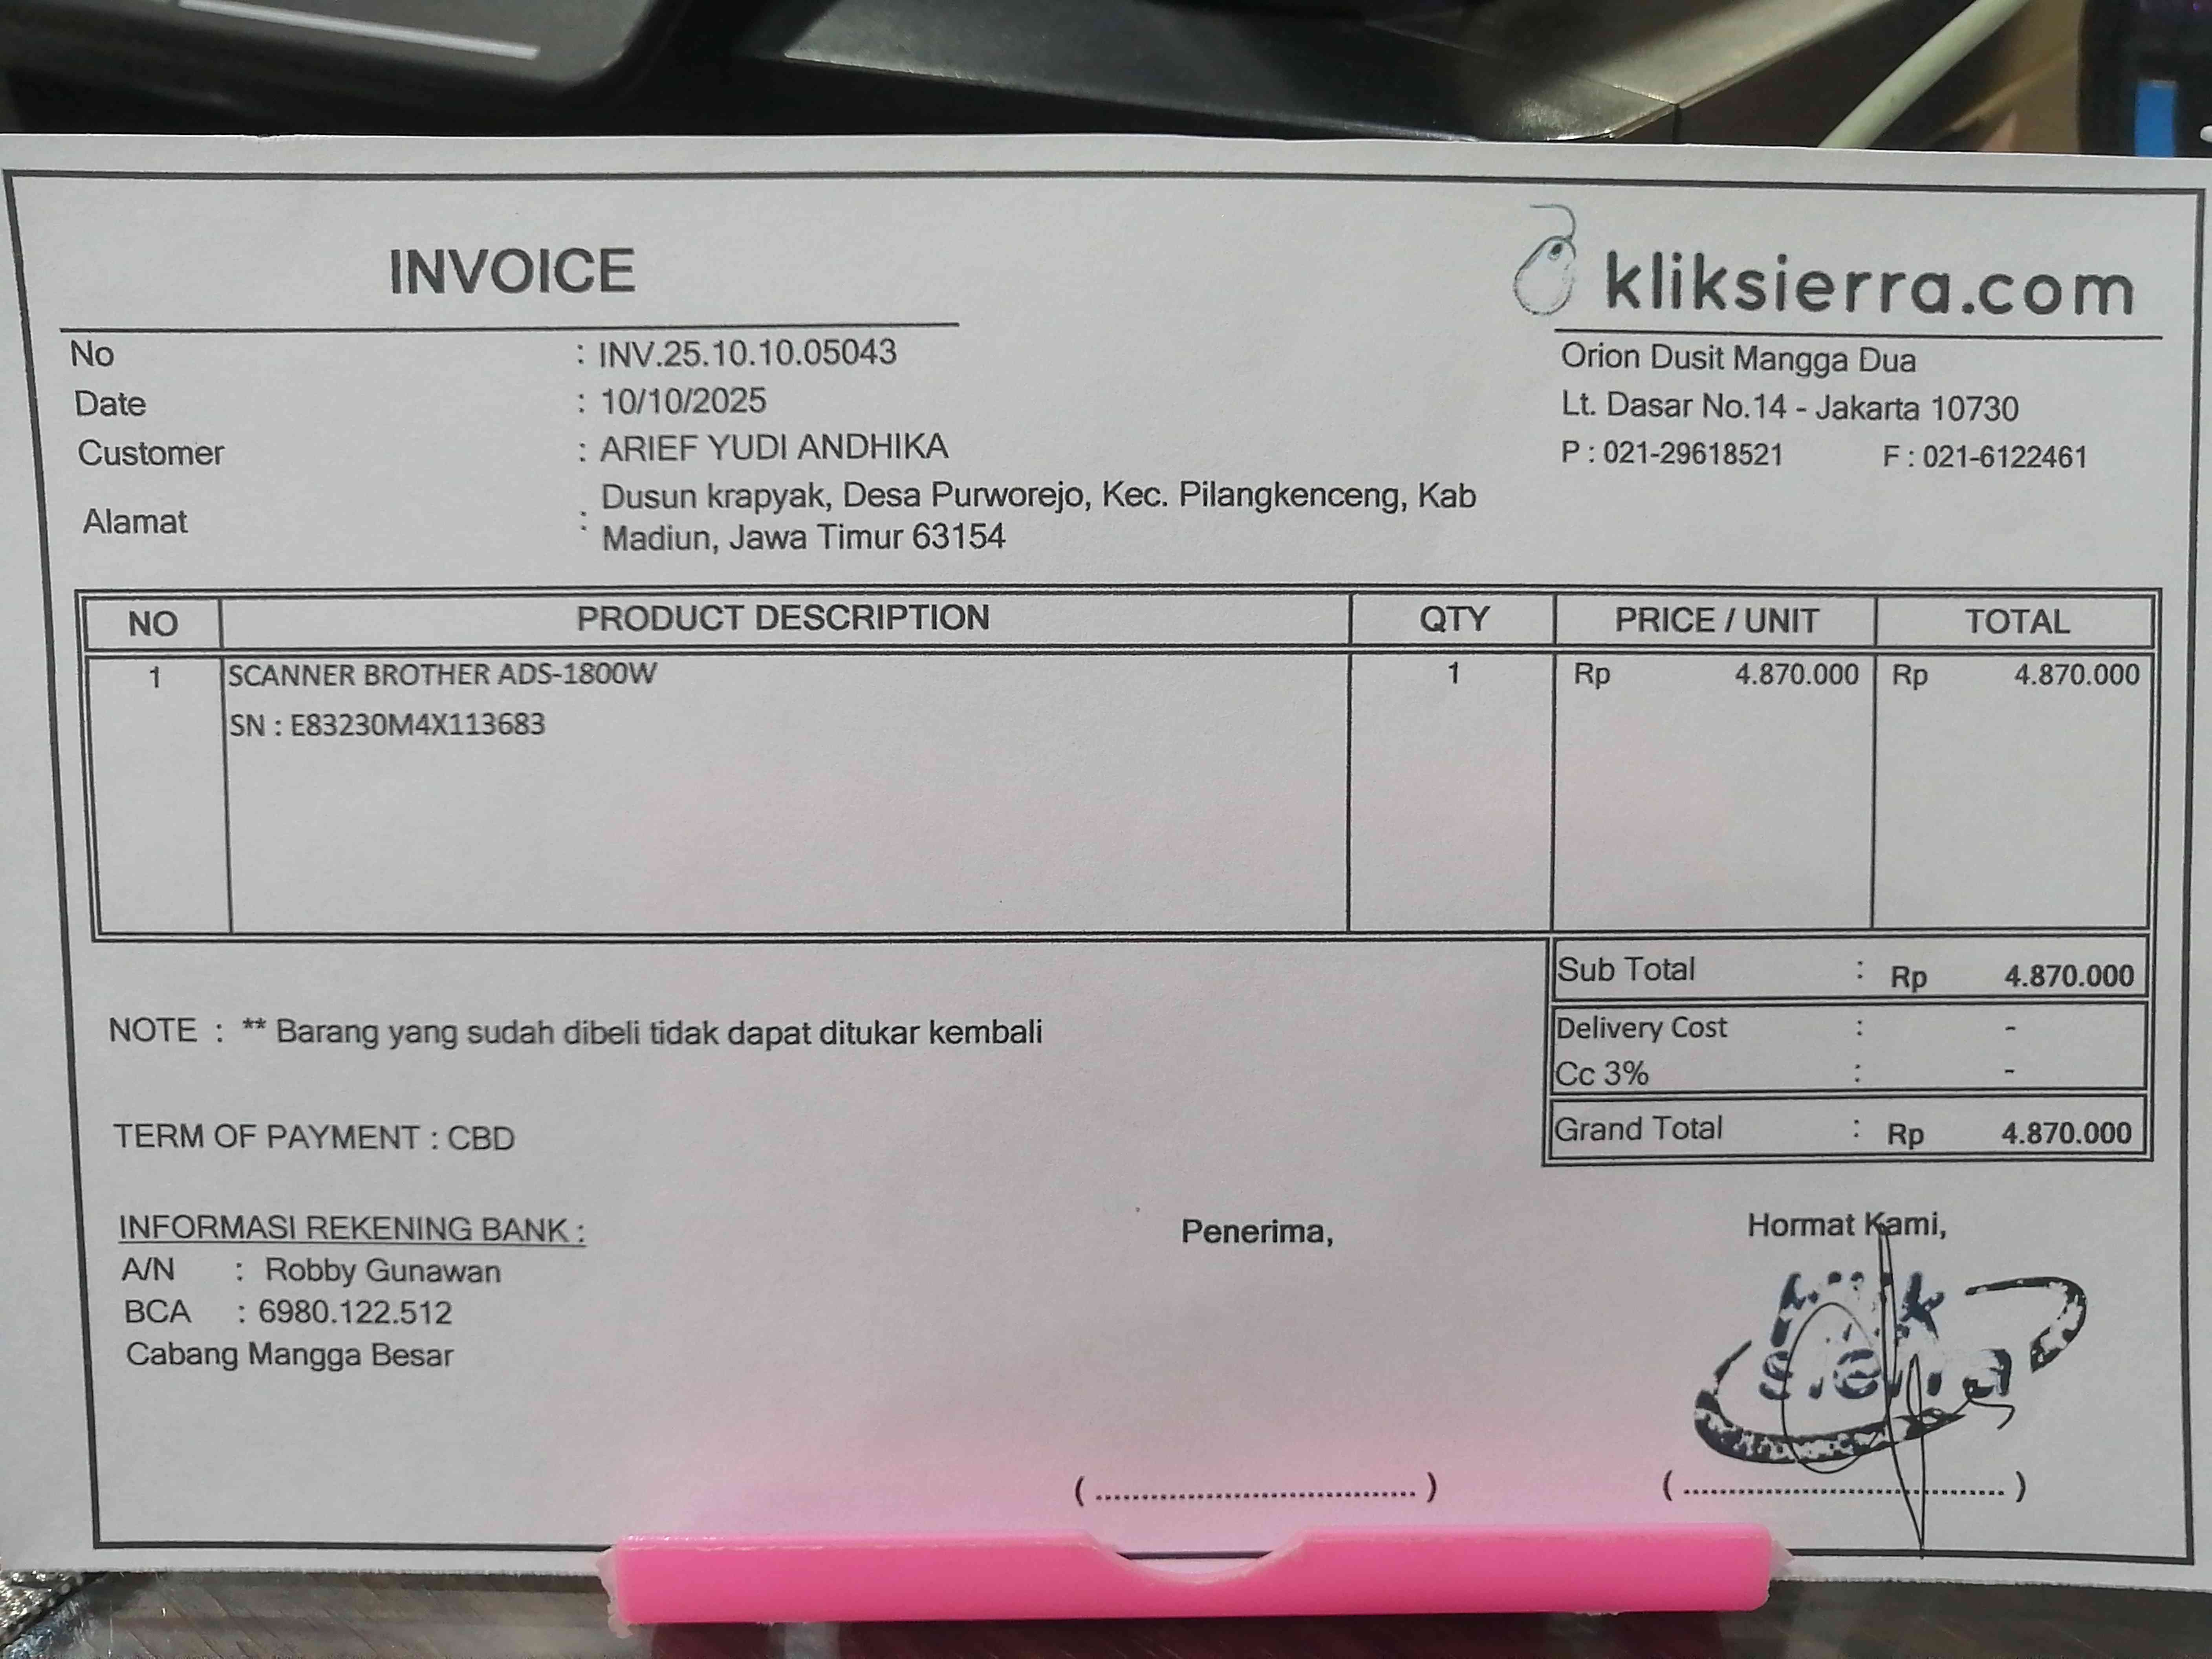 INVOICE
kliksierra.com
No : INV.25.10.10.05043
Date : 10/10/2025
Customer : ARIEF YUDI ANDHIKA
Alamat : Dusun krapyak, Desa Purworejo, Kec. Pilangkenceng, Kab
Madiun, Jawa Timur 63154
Orion Dusit Mangga Dua
Lt. Dasar No.14 - Jakarta 10730
P : 021-29618521 F : 021-6122461
NO PRODUCT DESCRIPTION QTY PRICE / UNIT TOTAL
1 SCANNER BROTHER ADS-1800W 1 Rp 4.870.000 Rp 4.870.000
SN : E83230M4X113683
Sub Total : Rp 4.870.000
Delivery Cost : -
Cc 3% : -
Grand Total : Rp 4.870.000
NOTE : ** Barang yang sudah dibeli tidak dapat ditukar kembali
TERM OF PAYMENT : CBD
INFORMASI REKENING BANK :
A/N : Robby Gunawan
BCA : 6980.122.512
Cabang Mangga Besar
Penerima,
(..............................)
Hormat Kami,
klik
sierra
(..............................)